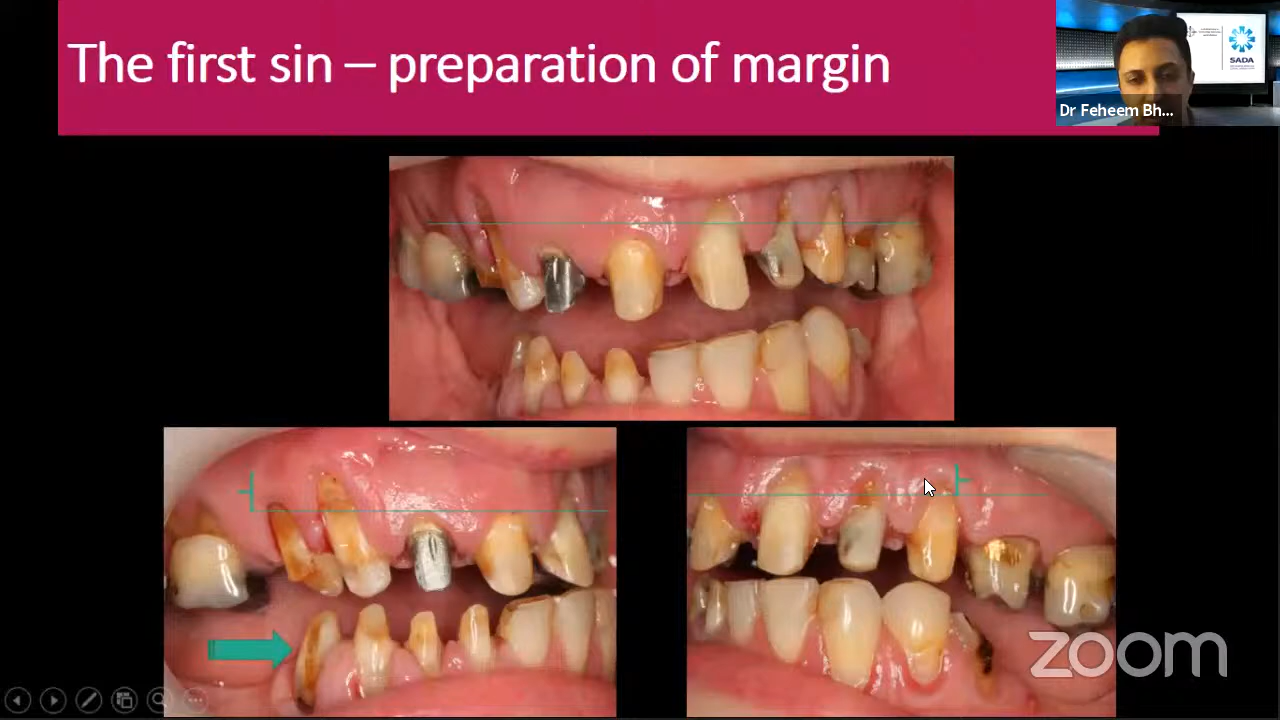 The first sin – preparation of margin
SADA
Dr Feheem Bh...
zoom